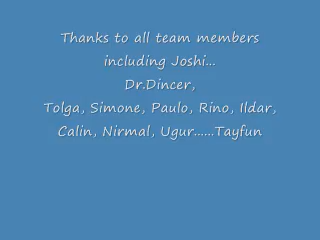 Thanks to all team members
including Joshi...
Dr.Dincer,
Tolga, Simone, Paulo, Rino, Ildar,
Calin, Nirmal, Ugur......Tayfun